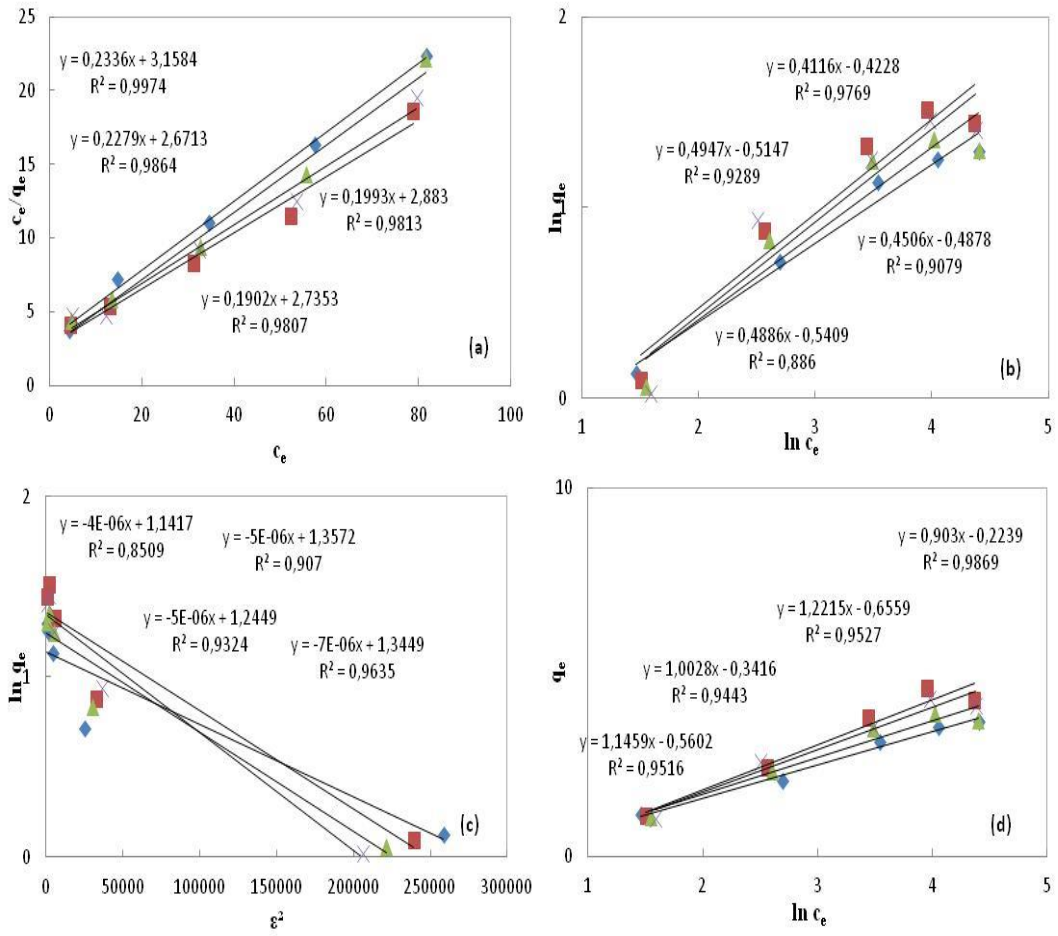 25
20
15
10
5
0
0
20
40
60
80
100
cₑ/qₑ
cₑ
y = 0,2336x + 3,1584
R² = 0,9974
y = 0,2279x + 2,6713
R² = 0,9864
y = 0,1993x + 2,883
R² = 0,9813
y = 0,1902x + 2,7353
R² = 0,9807
(a)
2
1
0
1
2
3
4
5
ln qₑ
ln cₑ
y = 0,4116x - 0,4228
R² = 0,9769
y = 0,4947x - 0,5147
R² = 0,9289
y = 0,4506x - 0,4878
R² = 0,9079
y = 0,4886x - 0,5409
R² = 0,886
(b)
2
1
0
0
50000
100000
150000
200000
250000
300000
ln qₑ
ε²
y = -4E-06x + 1,1417
R² = 0,8509
y = -5E-06x + 1,3572
R² = 0,907
y = -5E-06x + 1,2449
R² = 0,9324
y = -7E-06x + 1,3449
R² = 0,9635
(c)
10
0
1
2
3
4
5
qₑ
ln cₑ
y = 0,903x - 0,2239
R² = 0,9869
y = 1,2215x - 0,6559
R² = 0,9527
y = 1,0028x - 0,3416
R² = 0,9443
y = 1,1459x - 0,5602
R² = 0,9516
(d)